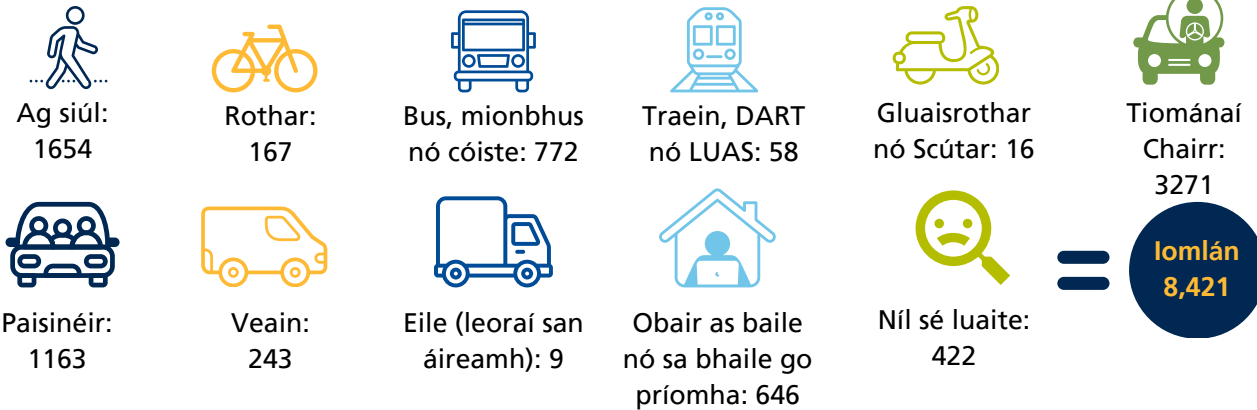 Ag siúl:
1654
Rothar:
167
Bus, mionbhus
nó cóiste: 772
Traein, DART
nó LUAS: 58
Gluaisrothar
nó Scútar: 16
Tiománaí
Chairr:
3271
Paisinéir:
1163
Veain:
243
Eile (leoraí san
áireamh): 9
Obair as baile
nó sa bhaile go
príomha: 646
Níl sé luaite:
422
=
Iomlán
8,421